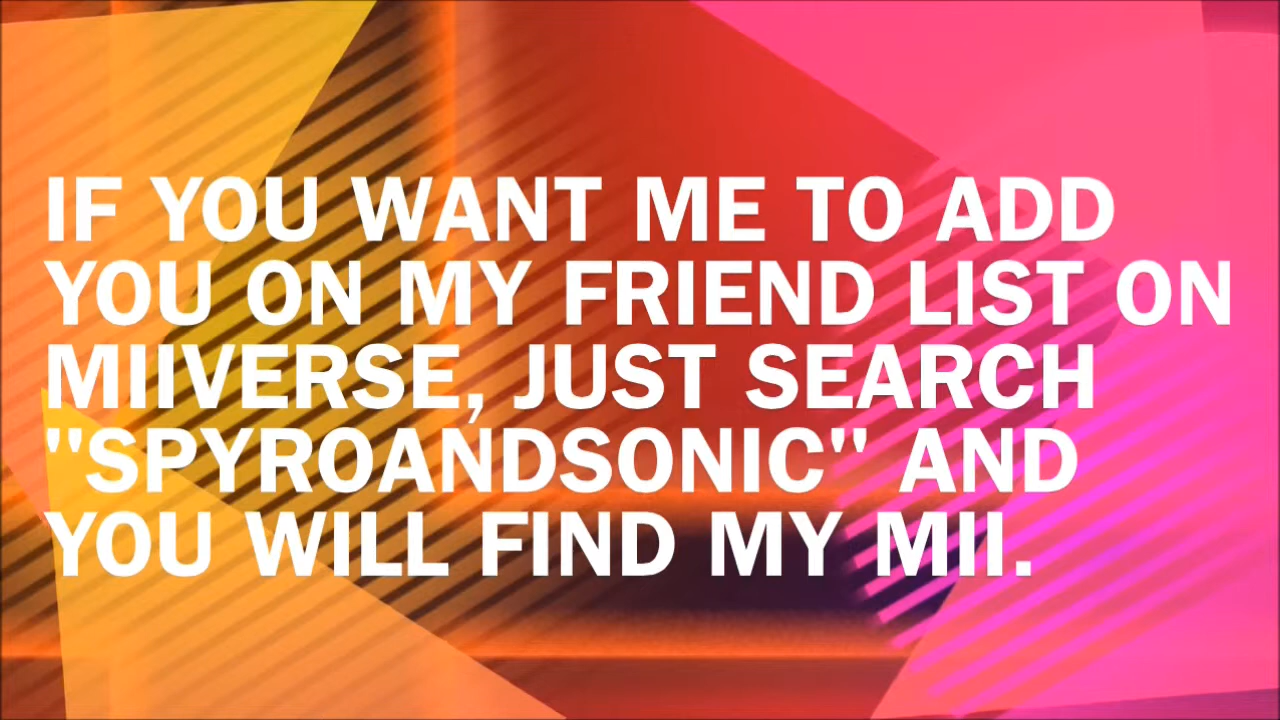 IF YOU WANT ME TO ADD
YOU ON MY FRIEND LIST ON
MIIVERSE, JUST SEARCH
"SPYROANDSONIC" AND
YOU WILL FIND MY MII.